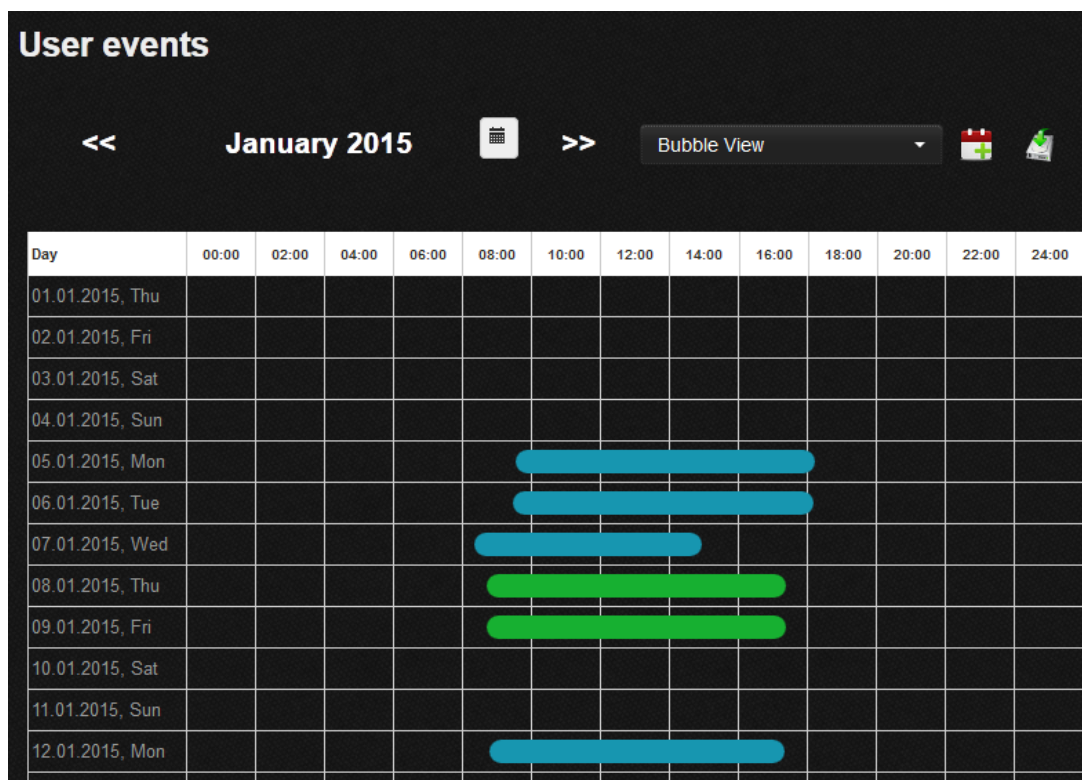 User events
<< January 2015 >> Bubble View
Day 00:00 02:00 04:00 06:00 08:00 10:00 12:00 14:00 16:00 18:00 20:00 22:00 24:00
01.01.2015, Thu
02.01.2015, Fri
03.01.2015, Sat
04.01.2015, Sun
05.01.2015, Mon
06.01.2015, Tue
07.01.2015, Wed
08.01.2015, Thu
09.01.2015, Fri
10.01.2015, Sat
11.01.2015, Sun
12.01.2015, Mon